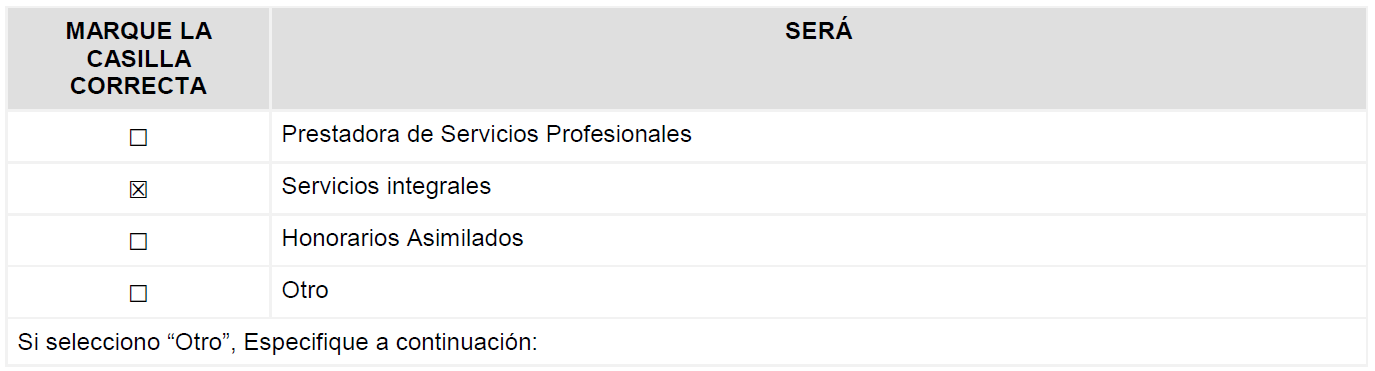 MARQUE LA
CASILLA
CORRECTA
SERÁ
☐ Prestadora de Servicios Profesionales
☒ Servicios integrales
☐ Honorarios Asimilados
☐ Otro
Si selecciono “Otro”, Especifique a continuación: